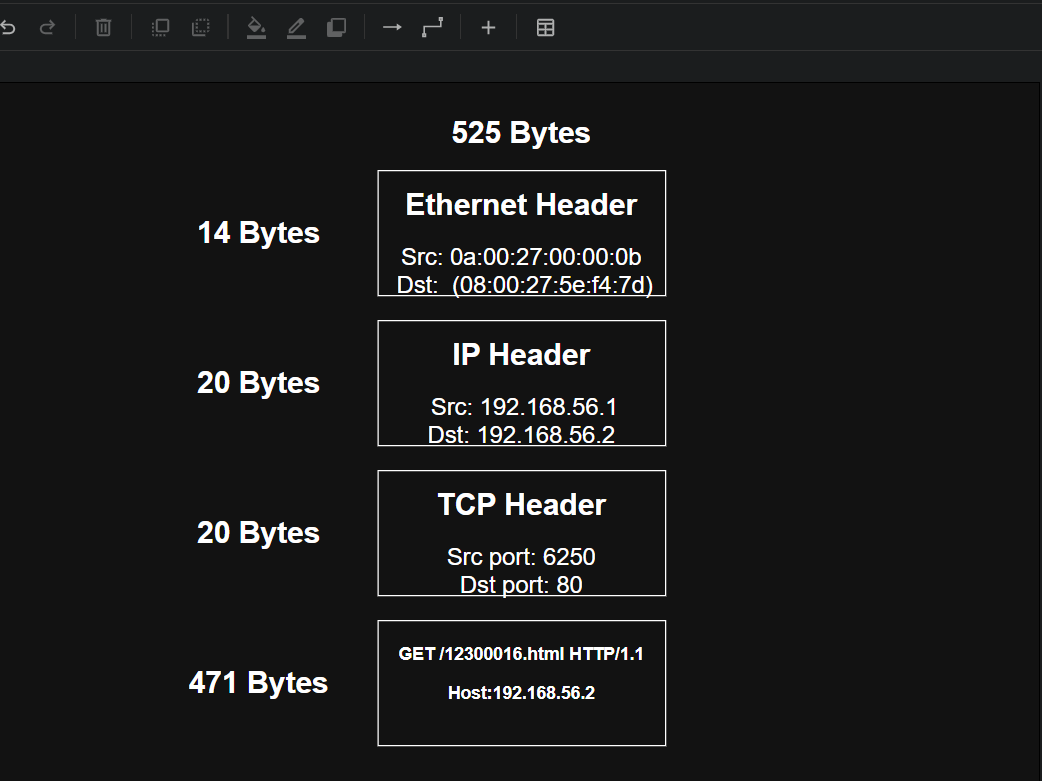 525 Bytes
14 Bytes
Ethernet Header
Src: 0a:00:27:00:00:0b
Dst:  (08:00:27:5e:f4:7d)
20 Bytes
IP Header
Src: 192.168.56.1
Dst: 192.168.56.2
20 Bytes
TCP Header
Src port: 6250
Dst port: 80
471 Bytes
GET /12300016.html HTTP/1.1
Host:192.168.56.2